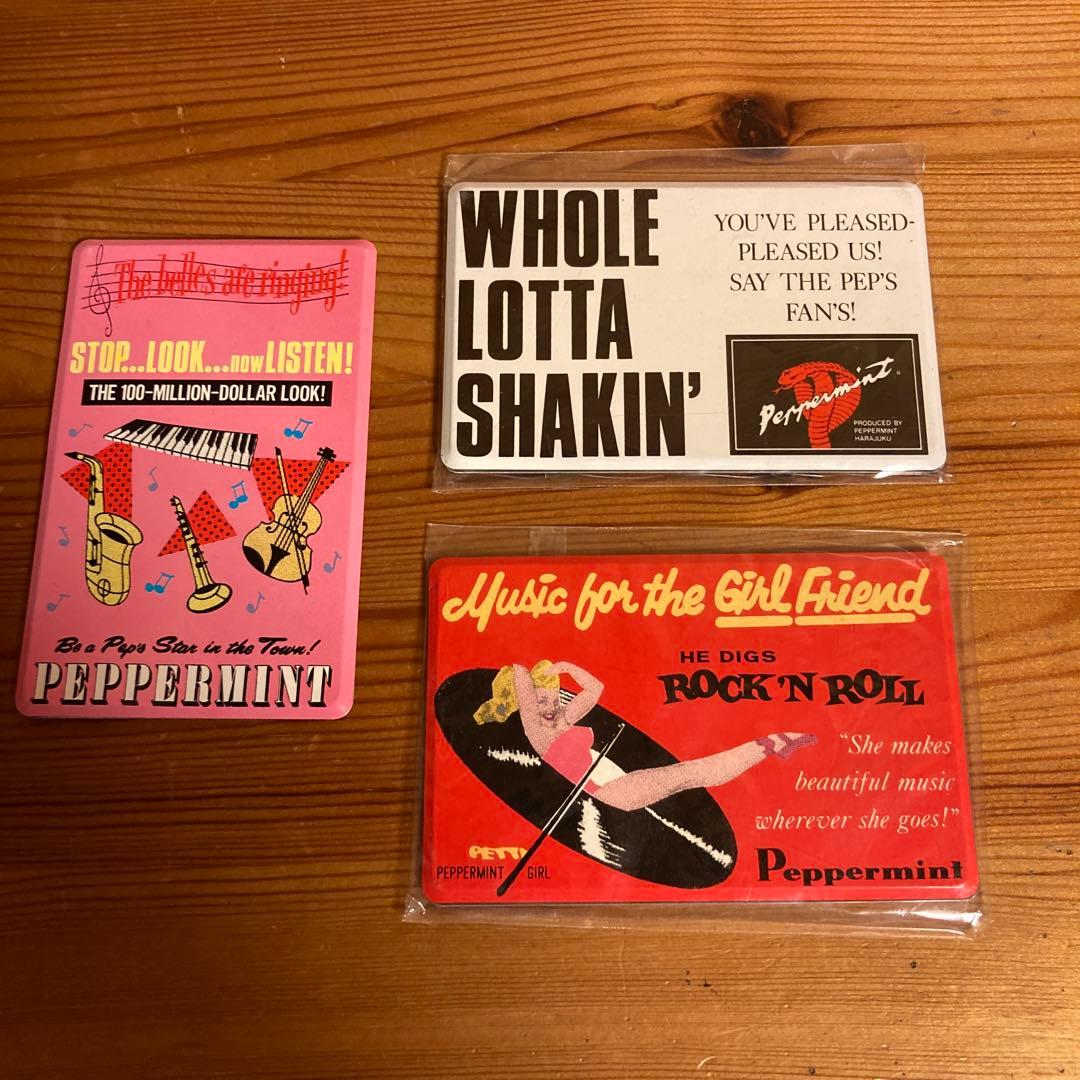 The belles are ringing!
STOP...LOOK...now LISTEN!
THE 100-MILLION-DOLLAR LOOK!
Be a Pep's Star in the Town!
PEPPERMINT
WHOLE
LOTTA
SHAKIN'
YOU'VE PLEASED-
PLEASED US!
SAY THE PEP'S
FAN'S!
Peppermint
PRODUCED BY
PEPPERMINT
HARAJUKU
Music for the Girl Friend
HE DIGS
ROCK 'N ROLL
"She makes
beautiful music
wherever she goes!"
Peppermint
PEPPERMINT GIRL